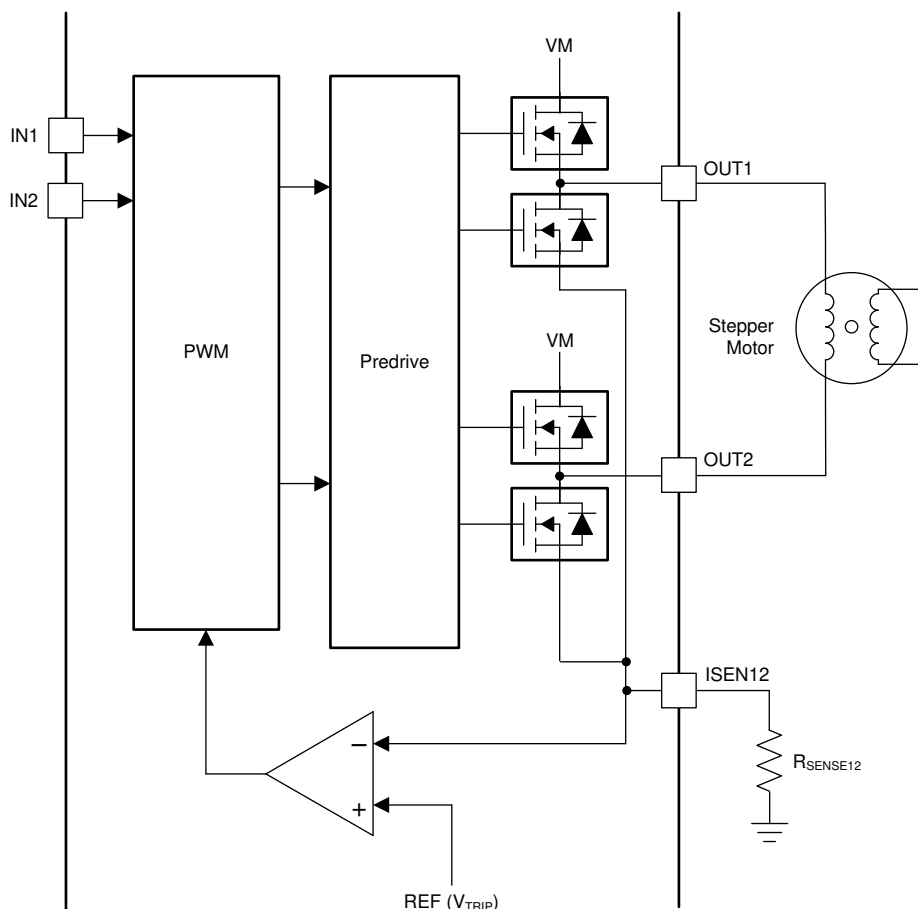 VM
IN1
OUT1
IN2
Stepper
Motor
PWM
Predrive
VM
OUT2
ISEN12
−
+
RSENSE12
REF (VTRIP)